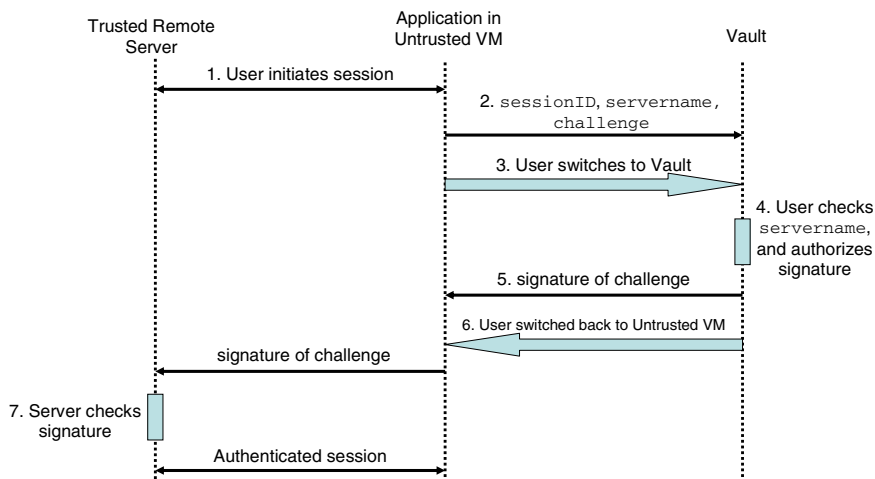 Trusted Remote
Server
Application in
Untrusted VM
Vault
1. User initiates session
2. sessionID, servername,
challenge
3. User switches to Vault
4. User checks
servername,
and authorizes
signature
5. signature of challenge
6. User switched back to Untrusted VM
signature of challenge
7. Server checks
signature
Authenticated session